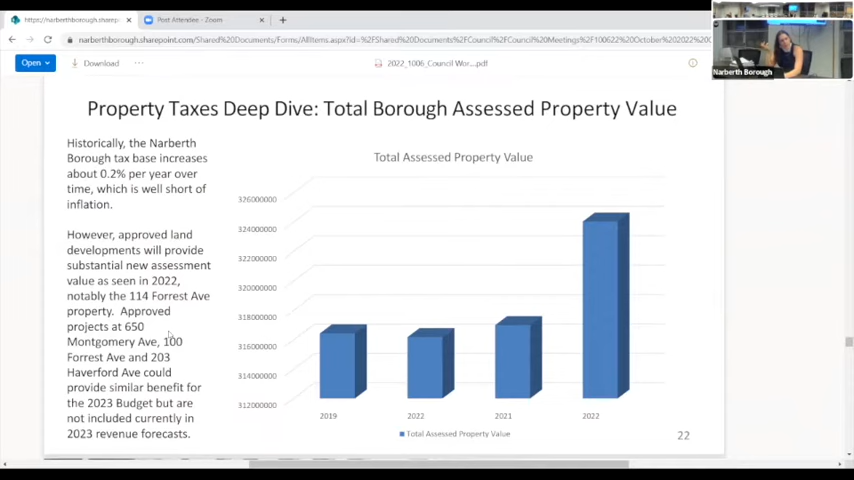 https://narberthborough.sharep
Post Attendee - Zoom
narberthborough.sharepoint.com/Shared%20Documents/Forms/AllItems.aspx?id=%2FShared%20Documents%2FCouncil%2FCouncil%20Meetings%2F100622%20October%202022%20C
Open
Download
2022_1006_Council Wor....pdf
Narberth Borough
Property Taxes Deep Dive: Total Borough Assessed Property Value
Historically, the Narberth
Borough tax base increases
about 0.2% per year over
time, which is well short of
inflation.
However, approved land
developments will provide
substantial new assessment
value as seen in 2022,
notably the 114 Forrest Ave
property. Approved
projects at 650
Montgomery Ave, 100
Forrest Ave and 203
Haverford Ave could
provide similar benefit for
the 2023 Budget but are
not included currently in
2023 revenue forecasts.
Total Assessed Property Value
326000000
324000000
322000000
320000000
318000000
316000000
314000000
312000000
2019
2022
2021
2022
Total Assessed Property Value
22